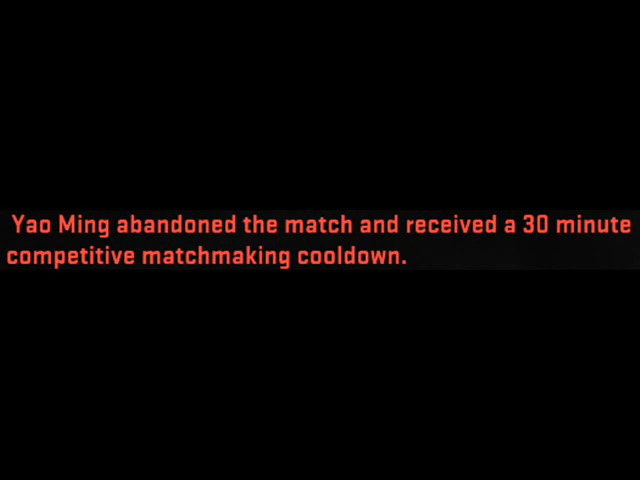 Yao Ming abandoned the match and received a 30 minute
competitive matchmaking cooldown.